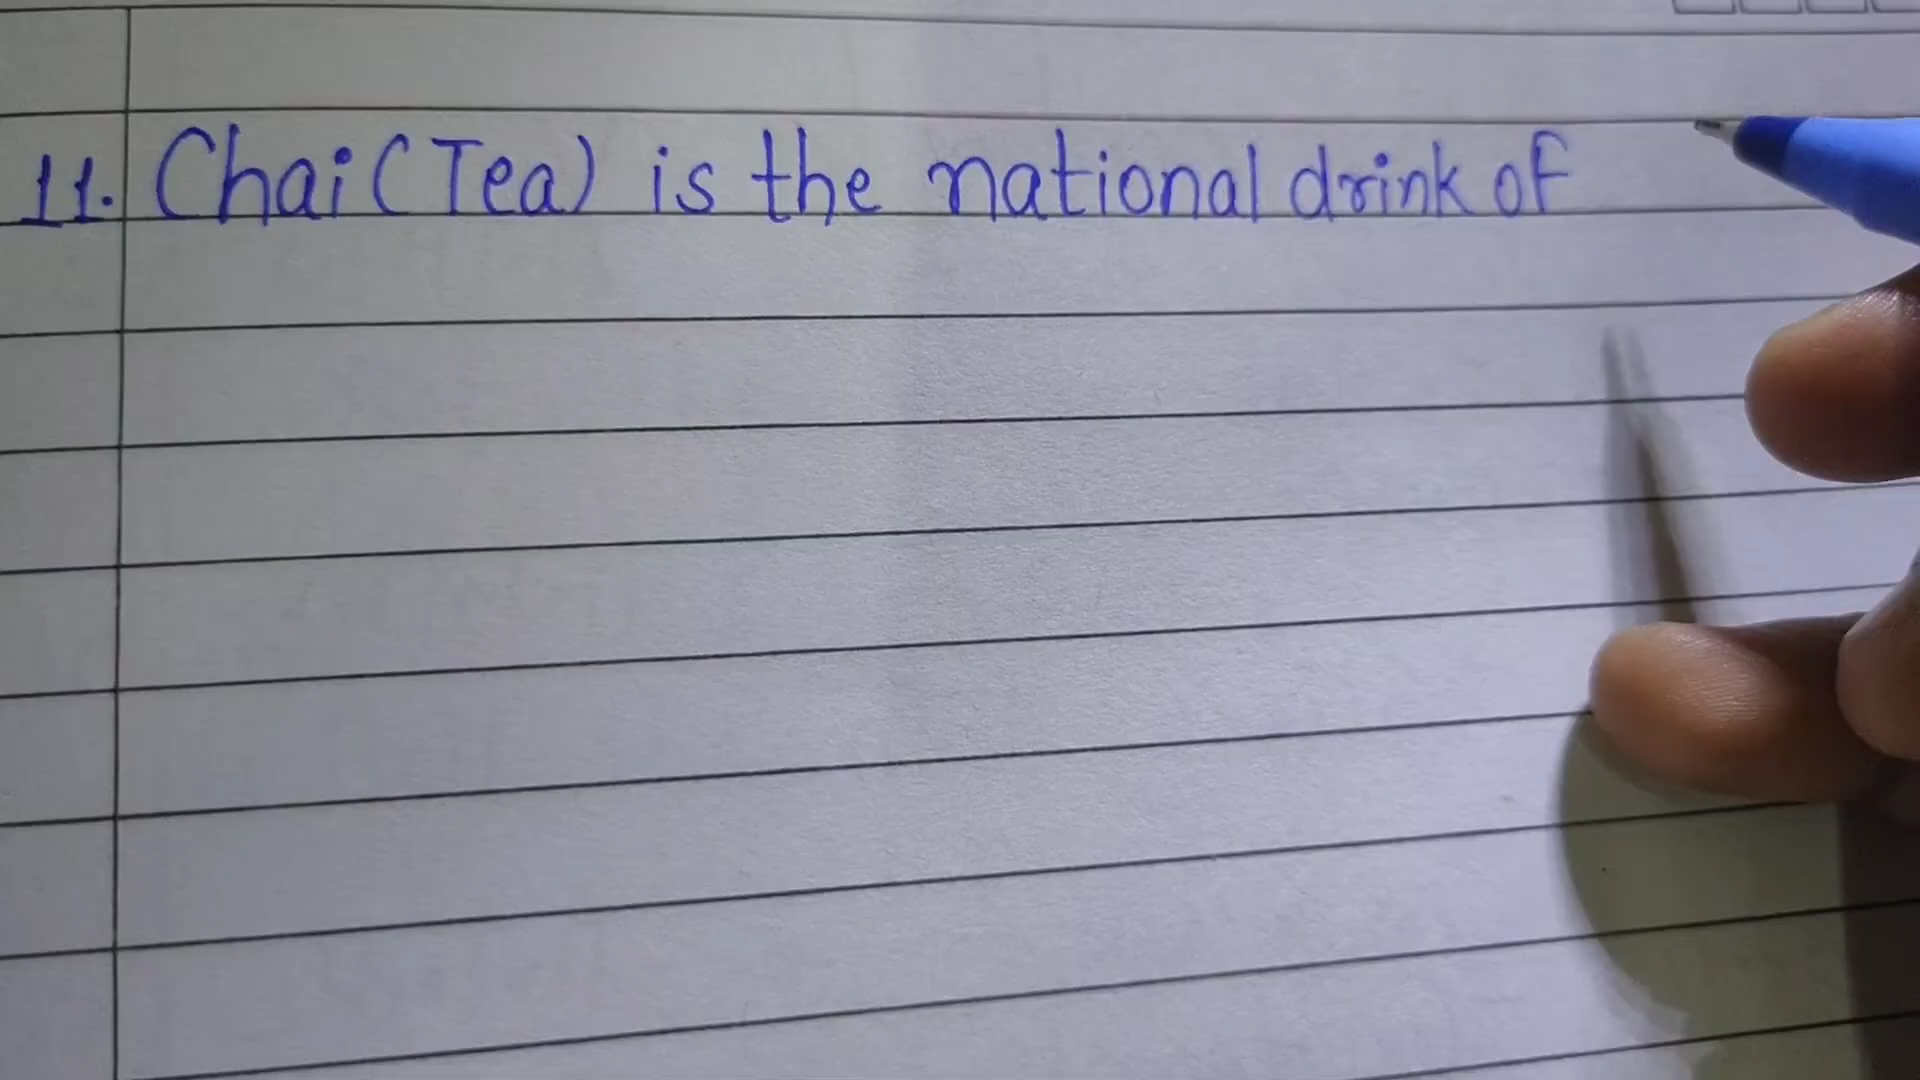 11. Chai (Tea) is the national drink of